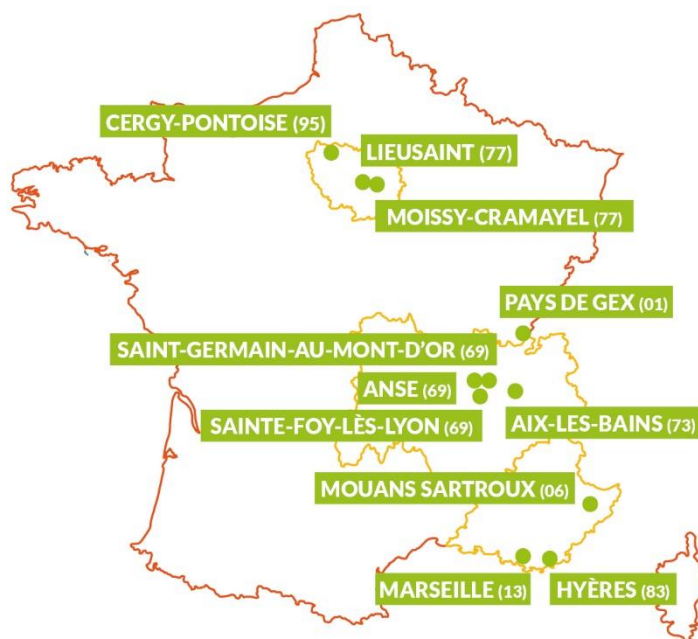 CERGY-PONTOISE (95)
LIEUSAINT (77)
MOISSY-CRAMAYEL (77)
PAYS DE GEX (01)
SAINT-GERMAIN-AU-MONT-D'OR (69)
ANSE (69)
SAINTE-FOY-LÈS-LYON (69)
AIX-LES-BAINS (73)
MOUANS SARTROUX (06)
MARSEILLE (13)
HYÈRES (83)